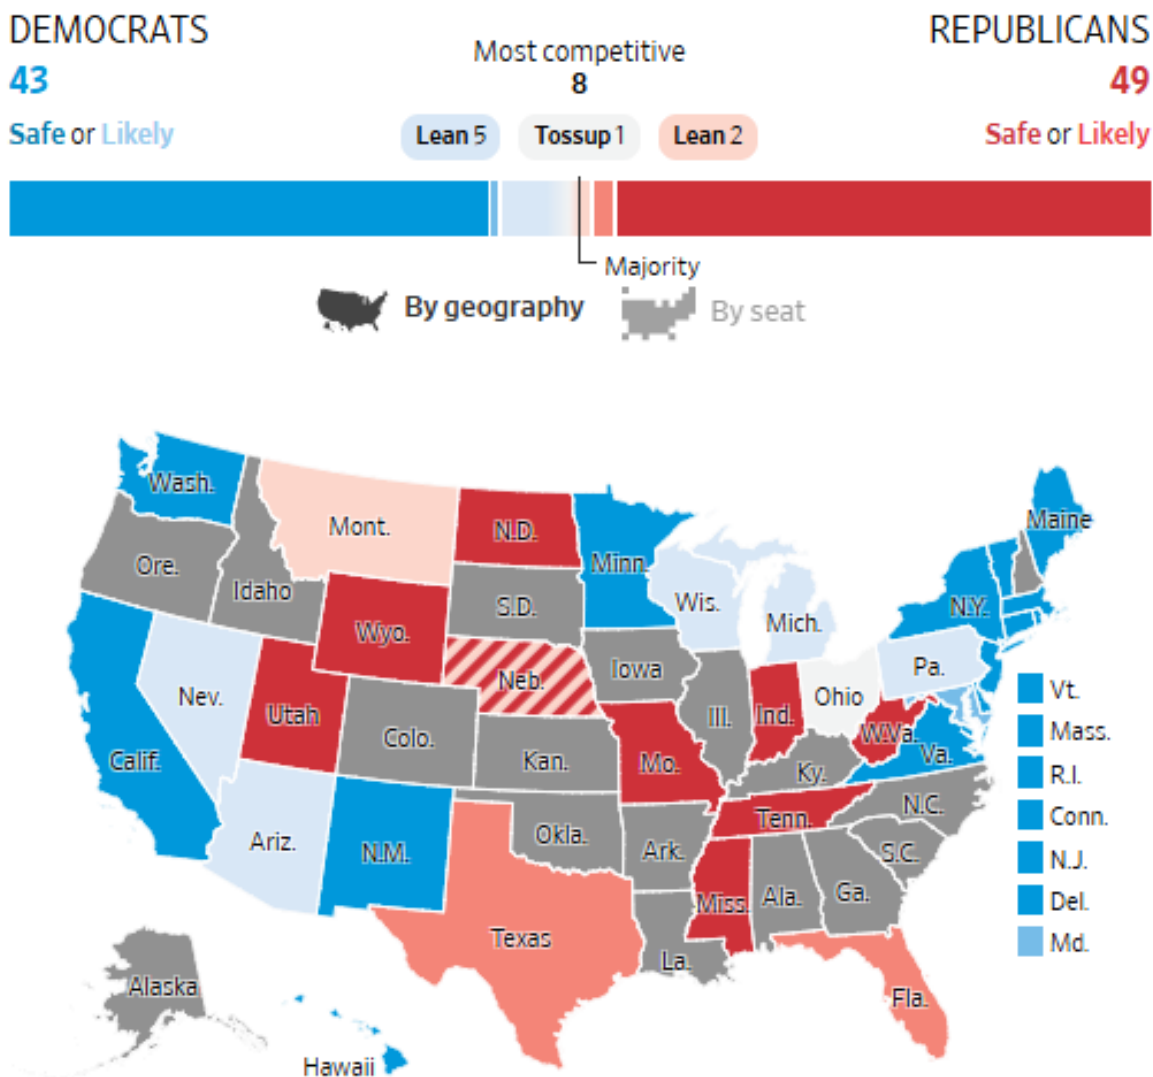 DEMOCRATS
REPUBLICANS
Most competitive
43
8
49
Safe or Likely
Lean 5
Tossup 1
Lean 2
Safe or Likely
Majority
By geography
By seat
Wash.
Maine
Mont.
N.D.
Ore.
Minn.
Idaho
S.D.
Wis.
N.Y.
Mich.
Wyo.
Iowa
Pa.
Neb.
Nev.
Ohio
Vt.
Utah
Ill.
Ind.
Colo.
W.Va.
Mass.
Calif.
Kan.
Mo.
Va.
Ky.
R.I.
N.C.
Conn.
Tenn.
Ariz.
Okla.
N.M.
Ark.
S.C.
N.J.
Miss.
Ala.
Ga.
Del.
Texas
Md.
La.
Alaska
Fla.
Hawaii